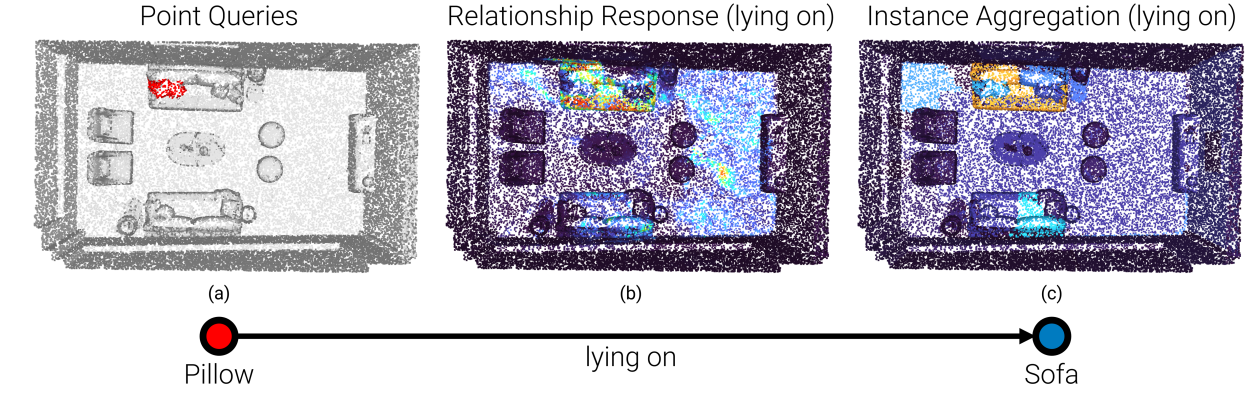 Point Queries
Relationship Response (lying on)
Instance Aggregation (lying on)
(a)
(b)
(c)
lying on
Pillow
Sofa